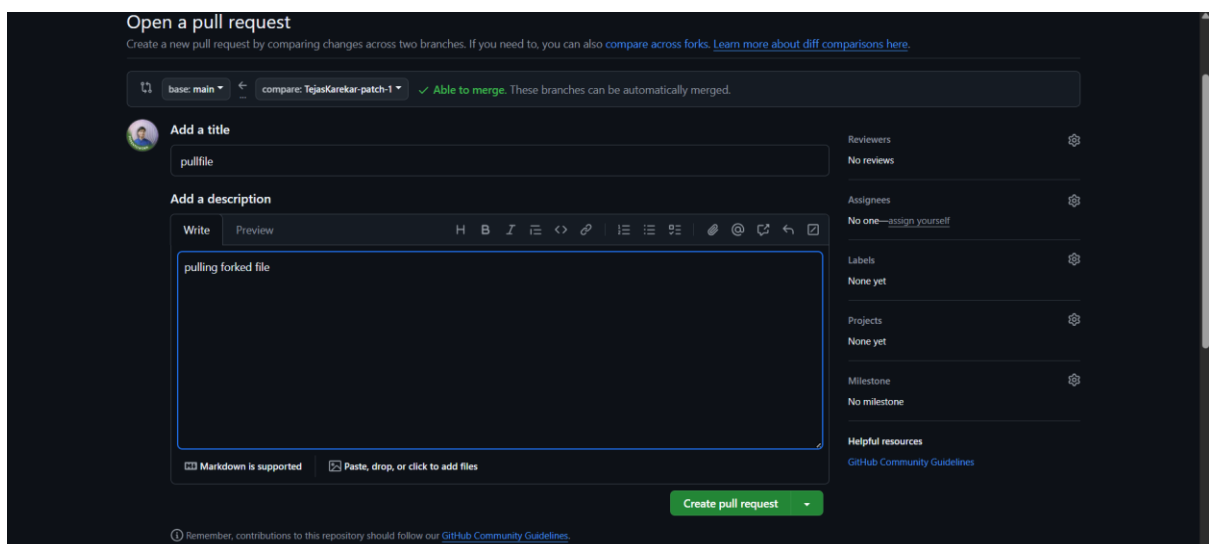 Open a pull request
Create a new pull request by comparing changes across two branches. If you need to, you can also compare across forks. Learn more about diff comparisons here.
base: main
compare: TejasKarekar-patch-1
Able to merge. These branches can be automatically merged.
Add a title
pullfile
Add a description
Write Preview
pulling forked file
Markdown is supported
Paste, drop, or click to add files
Create pull request
Remember, contributions to this repository should follow our GitHub Community Guidelines.
Reviewers
No reviews
Assignees
No one—assign yourself
Labels
None yet
Projects
None yet
Milestone
No milestone
Helpful resources
GitHub Community Guidelines